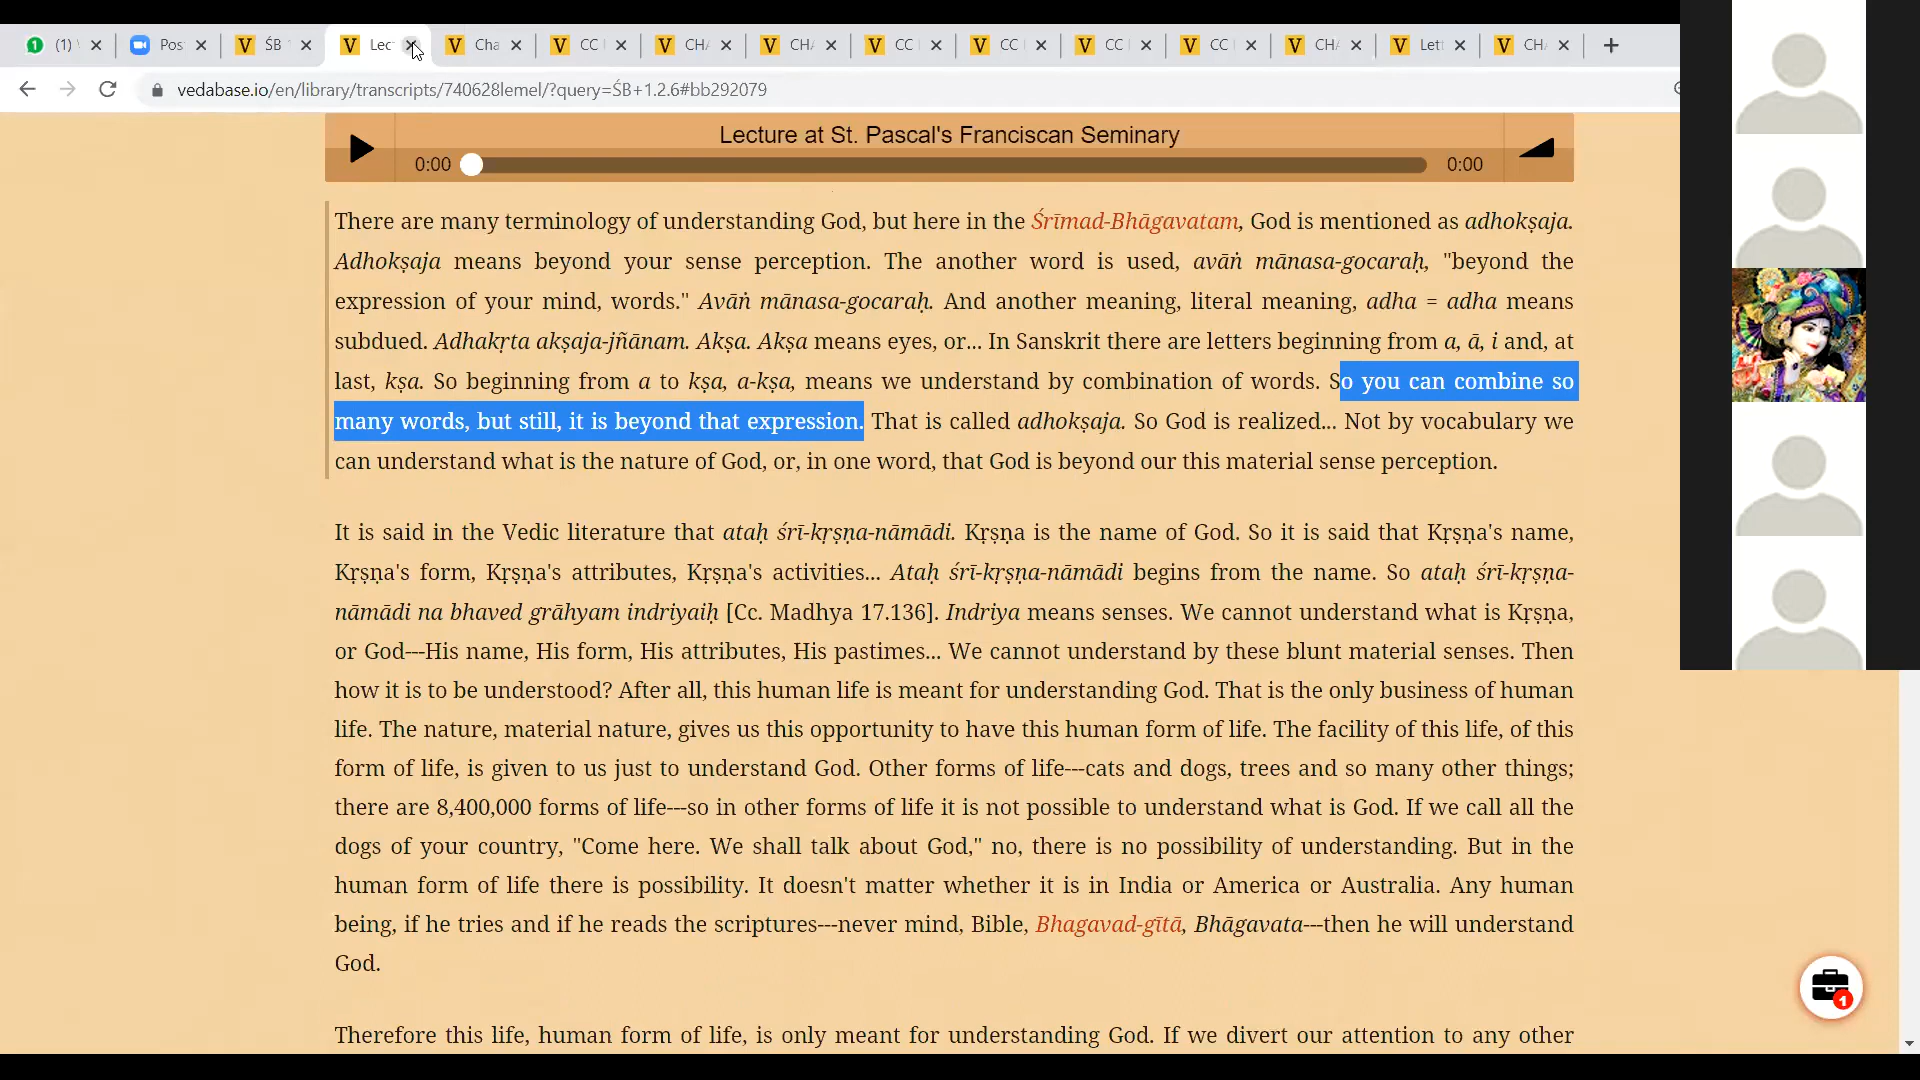 (1)
Pos
ŚB
Lec
Cha
CC
CH
CH
CC
CC
CC
CC
CH
Lett
CH
vedabase.io/en/library/transcripts/740628lemel/?query=ŚB+1.2.6#bb292079
Lecture at St. Pascal's Franciscan Seminary
0:00
0:00
There are many terminology of understanding God, but here in the Śrīmad-Bhāgavatam, God is mentioned as adhokṣaja.
Adhokṣaja means beyond your sense perception. The another word is used, avāṅ mānasa-gocaraḥ, "beyond the
expression of your mind, words." Avāṅ mānasa-gocaraḥ. And another meaning, literal meaning, adha = adha means
subdued. Adhakṛta akṣaja-jñānam. Akṣa. Akṣa means eyes, or... In Sanskrit there are letters beginning from a, ā, i and, at
last, kṣa. So beginning from a to kṣa, a-kṣa, means we understand by combination of words. So you can combine so
many words, but still, it is beyond that expression. That is called adhokṣaja. So God is realized... Not by vocabulary we
can understand what is the nature of God, or, in one word, that God is beyond our this material sense perception.
It is said in the Vedic literature that ataḥ śrī-kṛṣṇa-nāmādi. Kṛṣṇa is the name of God. So it is said that Kṛṣṇa's name,
Kṛṣṇa's form, Kṛṣṇa's attributes, Kṛṣṇa's activities... Ataḥ śrī-kṛṣṇa-nāmādi begins from the name. So ataḥ śrī-kṛṣṇa-
nāmādi na bhaved grāhyam indriyaiḥ [Cc. Madhya 17.136]. Indriya means senses. We cannot understand what is Kṛṣṇa,
or God---His name, His form, His attributes, His pastimes... We cannot understand by these blunt material senses. Then
how it is to be understood? After all, this human life is meant for understanding God. That is the only business of human
life. The nature, material nature, gives us this opportunity to have this human form of life. The facility of this life, of this
form of life, is given to us just to understand God. Other forms of life---cats and dogs, trees and so many other things;
there are 8,400,000 forms of life---so in other forms of life it is not possible to understand what is God. If we call all the
dogs of your country, "Come here. We shall talk about God," no, there is no possibility of understanding. But in the
human form of life there is possibility. It doesn't matter whether it is in India or America or Australia. Any human
being, if he tries and if he reads the scriptures---never mind, Bible, Bhagavad-gītā, Bhāgavata---then he will understand
God.
Therefore this life, human form of life, is only meant for understanding God. If we divert our attention to any other
1